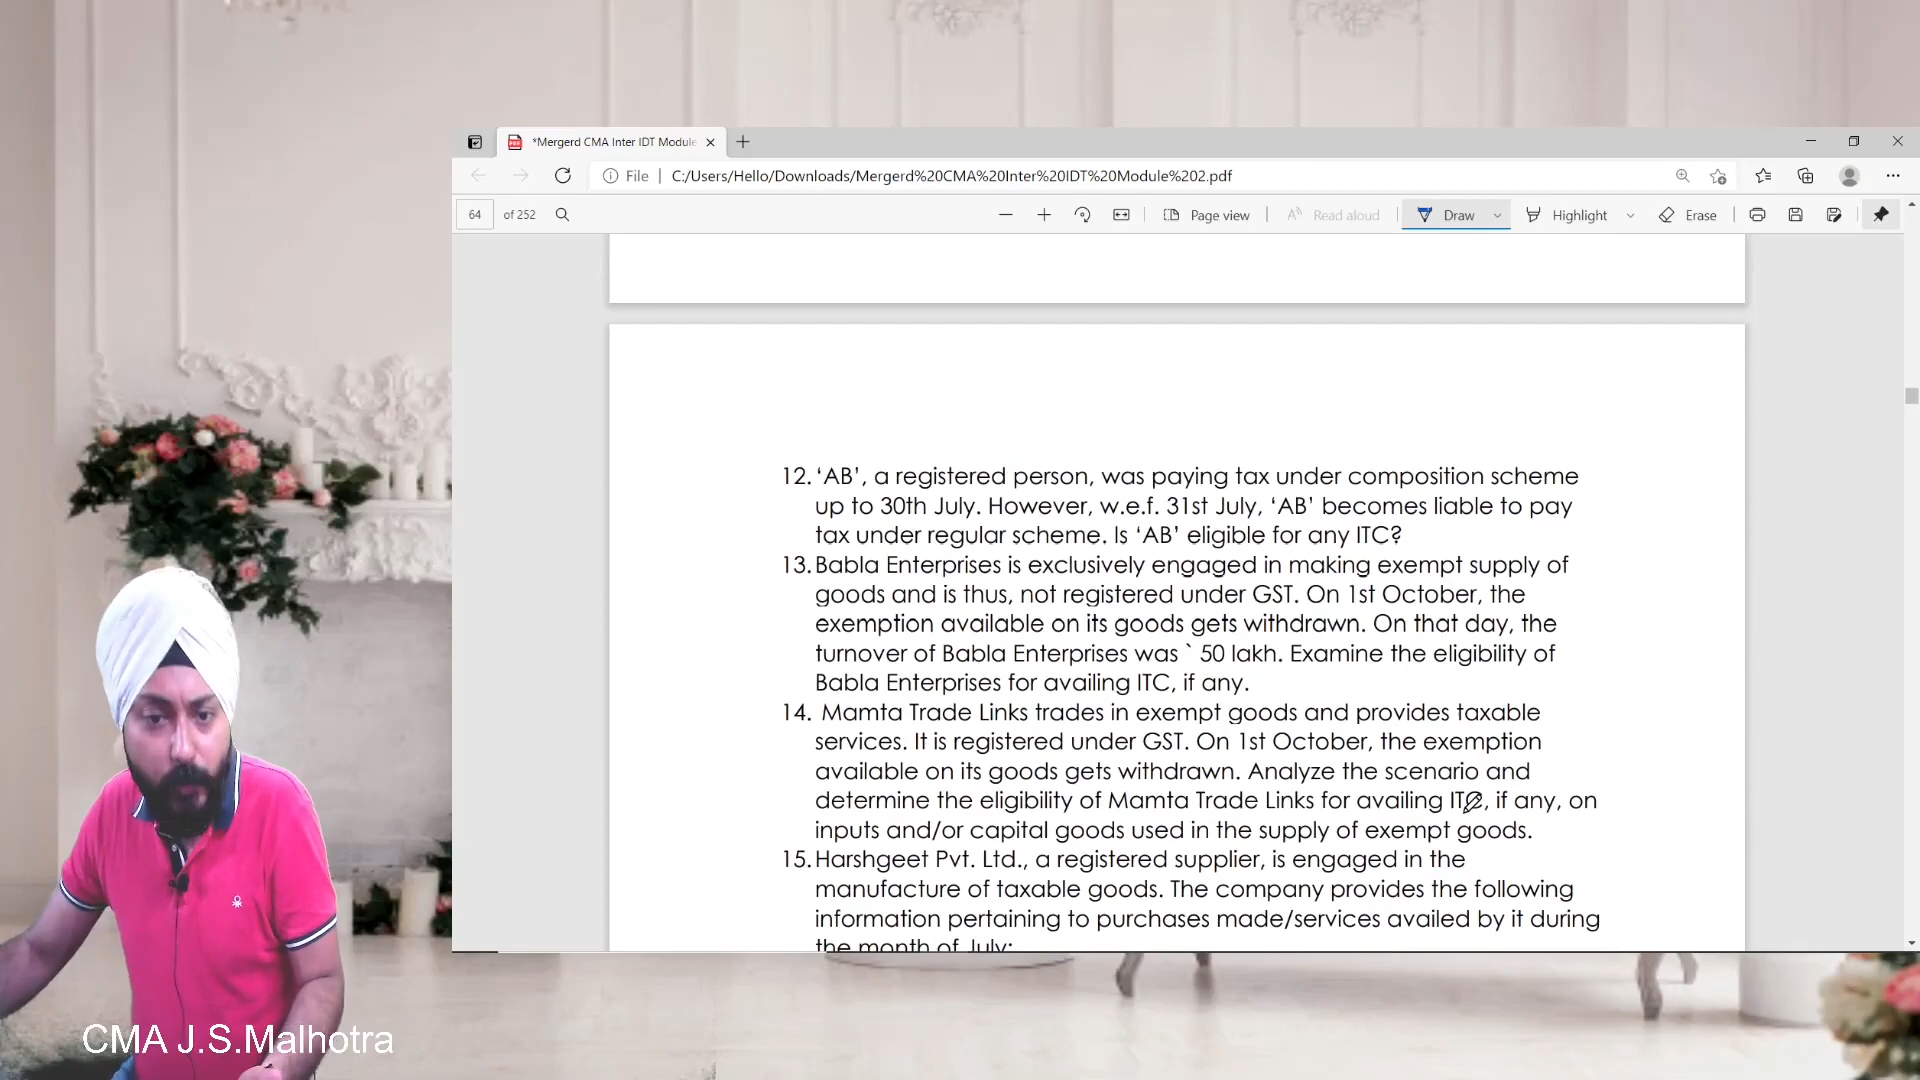 *Mergerd CMA Inter IDT Module
File
C:/Users/Hello/Downloads/Mergerd%20CMA%20Inter%20IDT%20Module%202.pdf
64 of 252
Page view
Read aloud
Draw
Highlight
Erase
12. ‘AB’, a registered person, was paying tax under composition scheme
up to 30th July. However, w.e.f. 31st July, ‘AB’ becomes liable to pay
tax under regular scheme. Is ‘AB’ eligible for any ITC?
13. Babla Enterprises is exclusively engaged in making exempt supply of
goods and is thus, not registered under GST. On 1st October, the
exemption available on its goods gets withdrawn. On that day, the
turnover of Babla Enterprises was ` 50 lakh. Examine the eligibility of
Babla Enterprises for availing ITC, if any.
14. Mamta Trade Links trades in exempt goods and provides taxable
services. It is registered under GST. On 1st October, the exemption
available on its goods gets withdrawn. Analyze the scenario and
determine the eligibility of Mamta Trade Links for availing ITC, if any, on
inputs and/or capital goods used in the supply of exempt goods.
15. Harshgeet Pvt. Ltd., a registered supplier, is engaged in the
manufacture of taxable goods. The company provides the following
information pertaining to purchases made/services availed by it during
the month of July:
CMA J.S.Malhotra